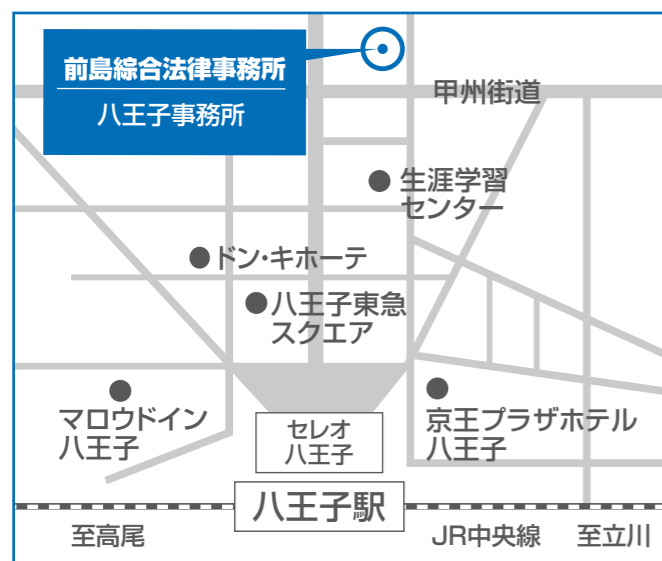 前島綜合法律事務所
八王子事務所
甲州街道
生涯学習
センター
ドン・キホーテ
八王子東急
スクエア
マロウドイン
八王子
セレオ
八王子
京王プラザホテル
八王子
八王子駅
至高尾
JR中央線
至立川